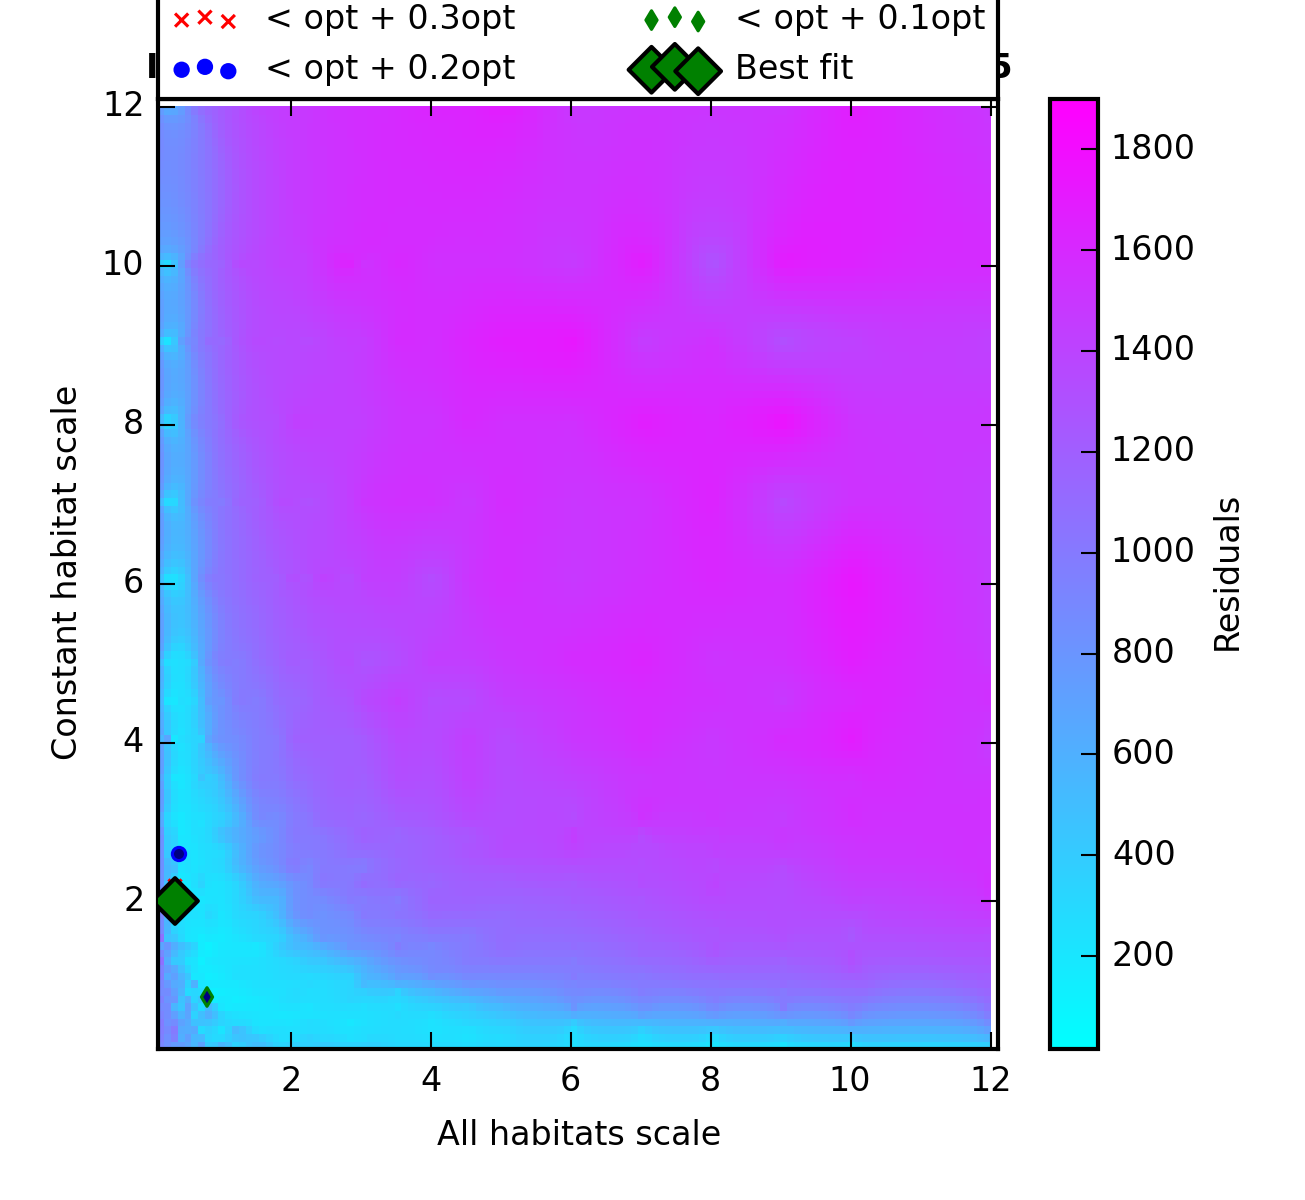 < opt + 0.3opt
< opt + 0.1opt
< opt + 0.2opt
Best fit
12
10
8
6
4
2
Constant habitat scale
2 4 6 8 10 12
All habitats scale
1800
1600
1400
1200
1000
800
600
400
200
Residuals